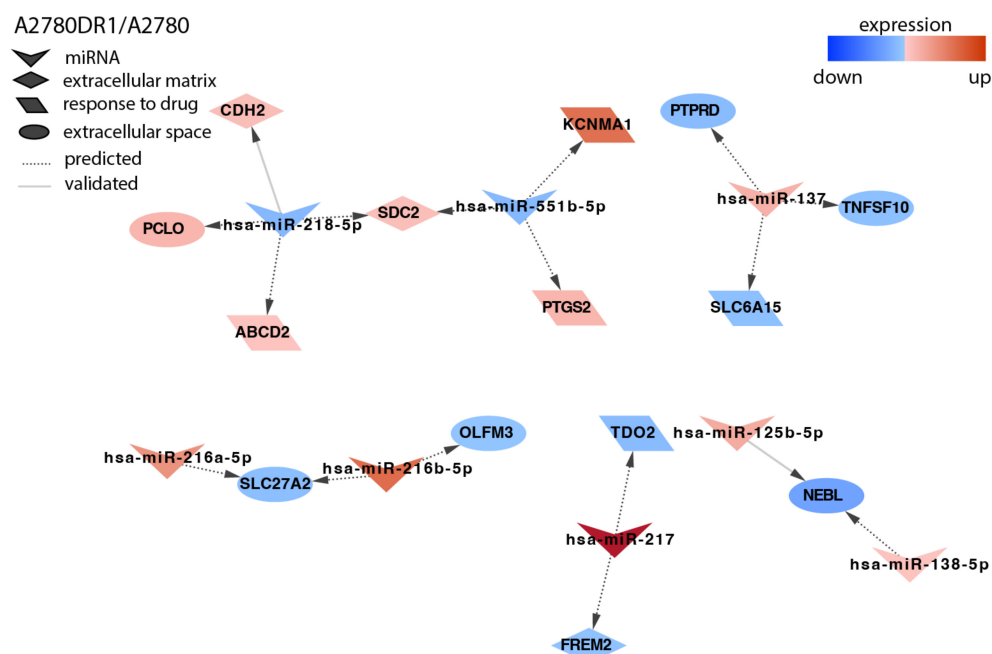 A2780DR1/A2780
miRNA
extracellular matrix
response to drug
extracellular space
predicted
validated
expression
down
up
CDH2
KCNMA1
PTPRD
PCLO
hsa-miR-218-5p
SDC2
hsa-miR-551b-5p
hsa-miR-137
TNFSF10
ABCD2
PTGS2
SLC6A15
hsa-miR-216a-5p
SLC27A2
hsa-miR-216b-5p
OLFM3
TDO2
hsa-miR-125b-5p
NEBL
hsa-miR-217
hsa-miR-138-5p
FREM2